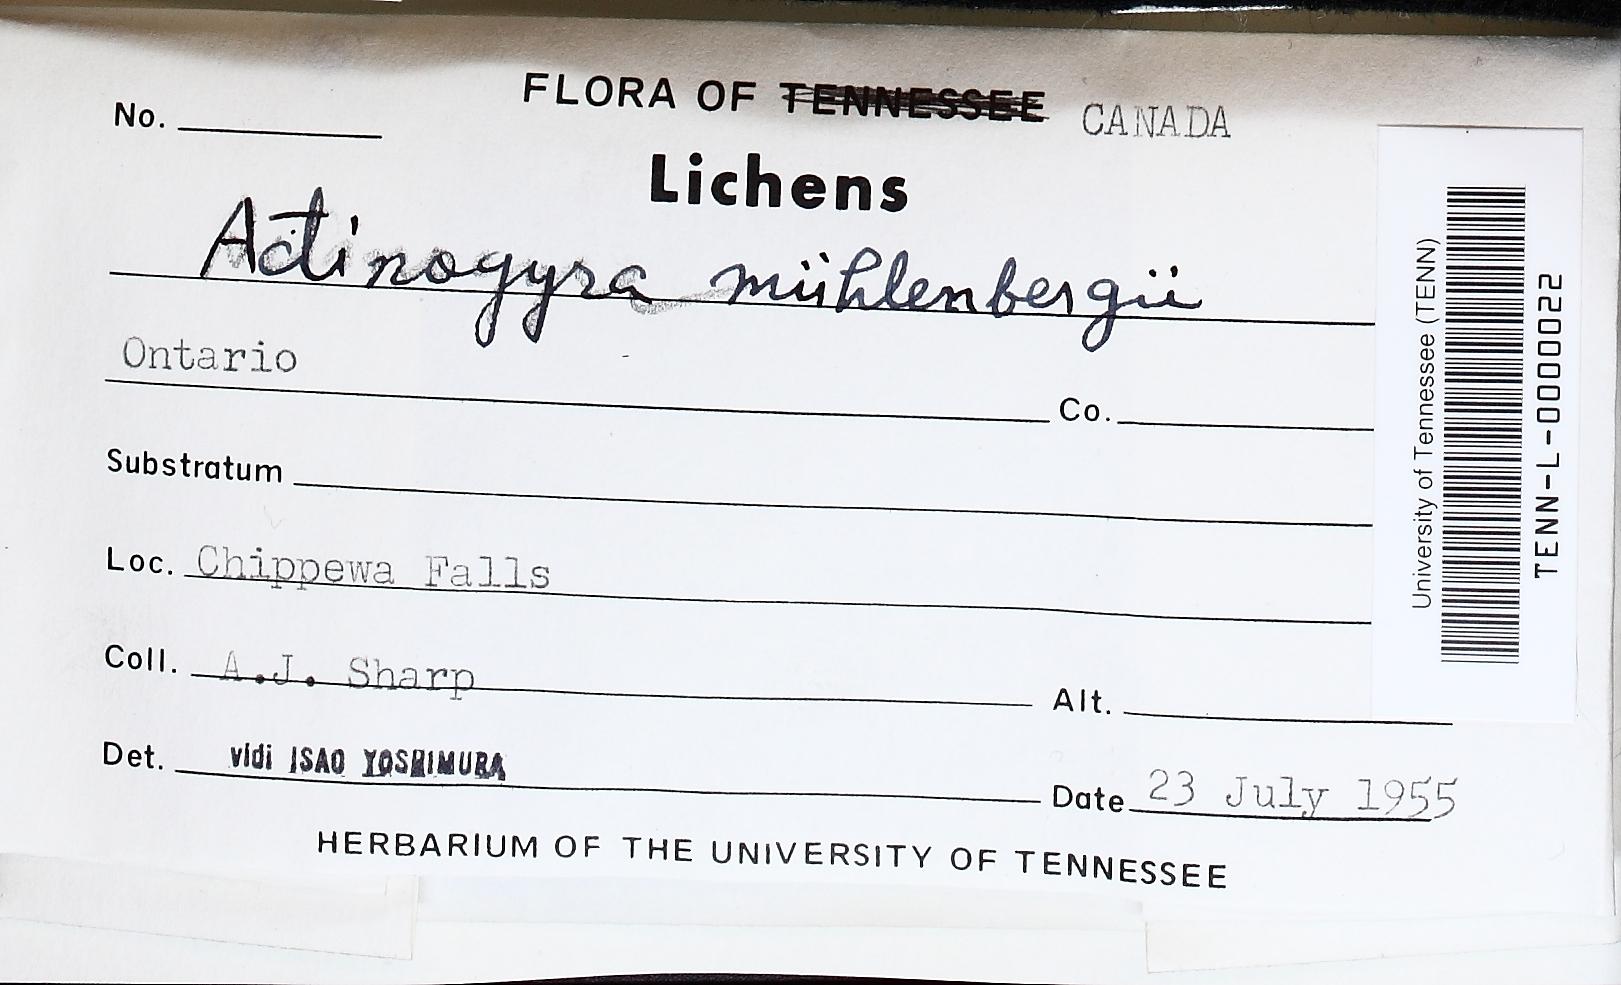 FLORA OF TENNESSEE CANADA
No.
Lichens
Actinogyra mühlenbergii
Ontario Co.
Substratum
Loc. Chippewa Falls
Coll. A.J. Sharp Alt.
Det. vidi ISAO YOSHIMURA Date 23 July 1955
HERBARIUM OF THE UNIVERSITY OF TENNESSEE
University of Tennessee (TENN)
TENN-L-0000022